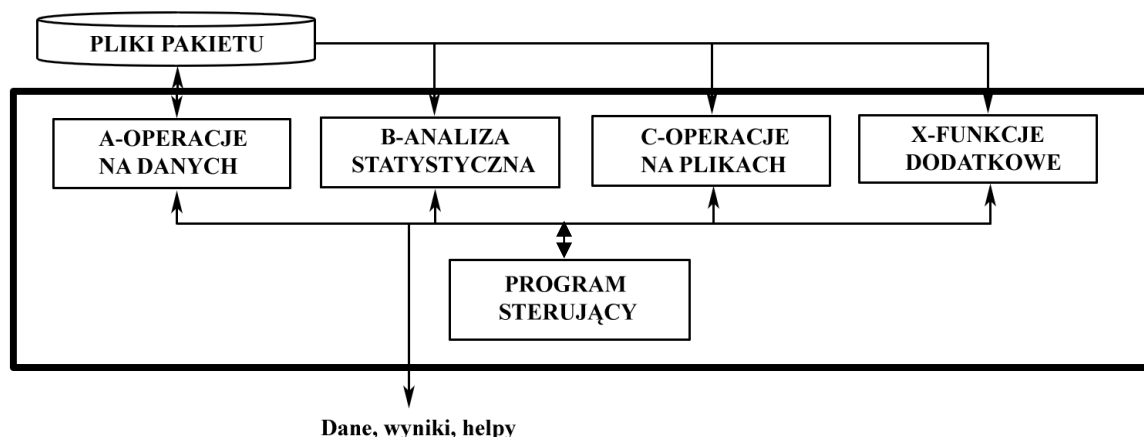 PLIKI PAKIETU
A-OPERACJE
NA DANYCH
B-ANALIZA
STATYSTYCZNA
C-OPERACJE
NA PLIKACH
X-FUNKCJE
DODATKOWE
PROGRAM
STERUJĄCY
Dane, wyniki, helpy